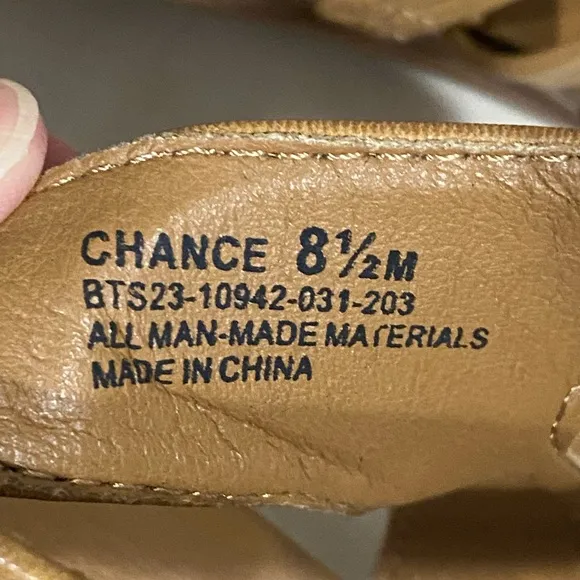 CHANCE 8½M
BTS23-10942-031-203
ALL MAN-MADE MATERIALS
MADE IN CHINA